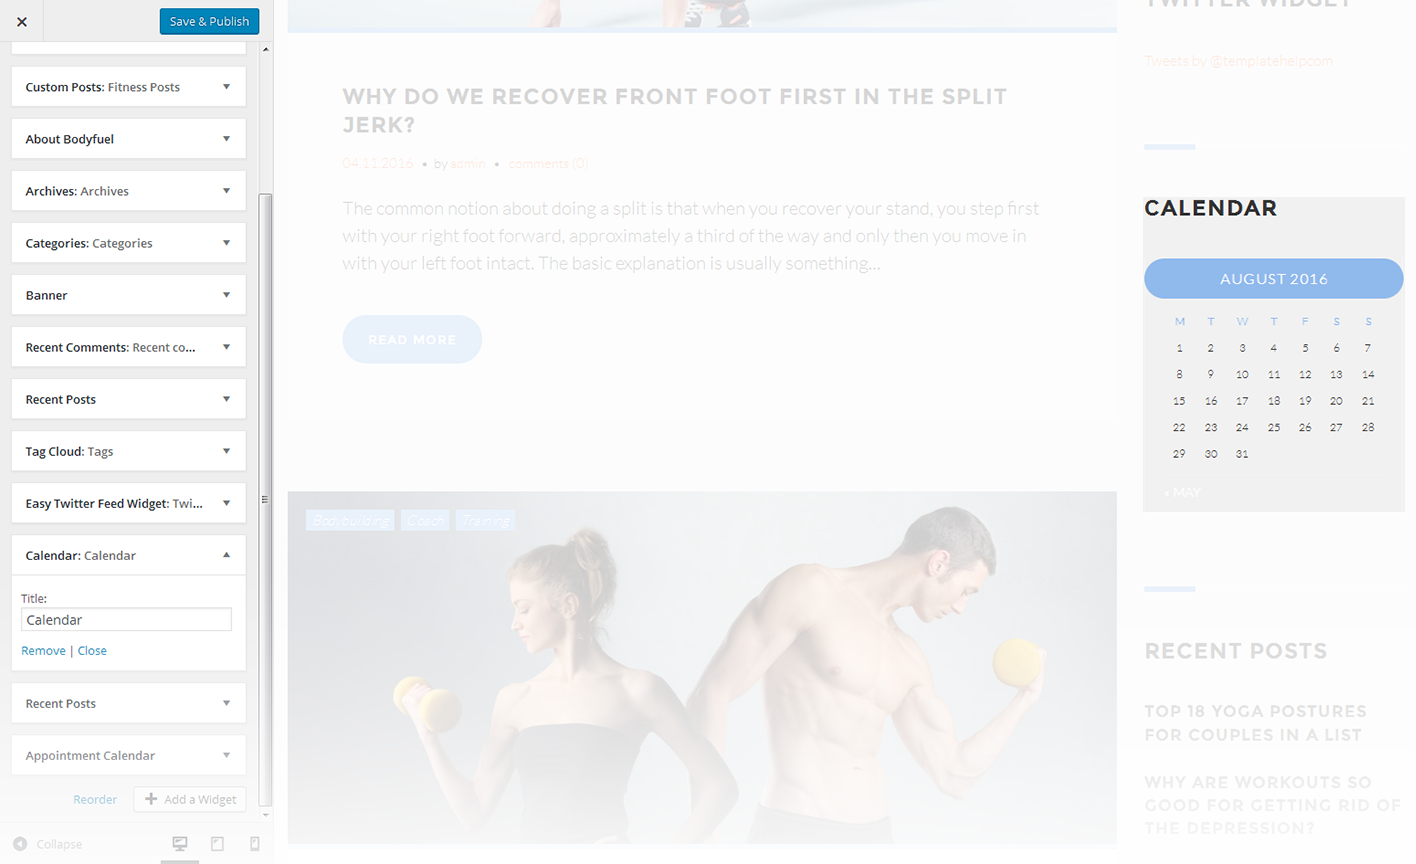 Save & Publish
Custom Posts: Fitness Posts
About Bodyfuel
Archives: Archives
Categories: Categories
Banner
Recent Comments: Recent co...
Recent Posts
Tag Cloud: Tags
Easy Twitter Feed Widget: Twi...
Calendar: Calendar
Title:
Calendar
Remove | Close
Recent Posts
Appointment Calendar
Reorder
Add a Widget
Collapse
WHY DO WE RECOVER FRONT FOOT FIRST IN THE SPLIT
JERK?
04.11.2016 • by admin • comments (0)
The common notion about doing a split is that when you recover your stand, you step first
with your right foot forward, approximately a third of the way and only then you move in
with your left foot intact. The basic explanation is usually something...
READ MORE
Bodybuilding Coach Training
TWITTER WIDGET
Tweets by @templatehelpcom
CALENDAR
AUGUST 2016
M T W T F S S
1 2 3 4 5 6 7
8 9 10 11 12 13 14
15 16 17 18 19 20 21
22 23 24 25 26 27 28
29 30 31
« MAY
RECENT POSTS
TOP 18 YOGA POSTURES
FOR COUPLES IN A LIST
WHY ARE WORKOUTS SO
GOOD FOR GETTING RID OF
THE DEPRESSION?